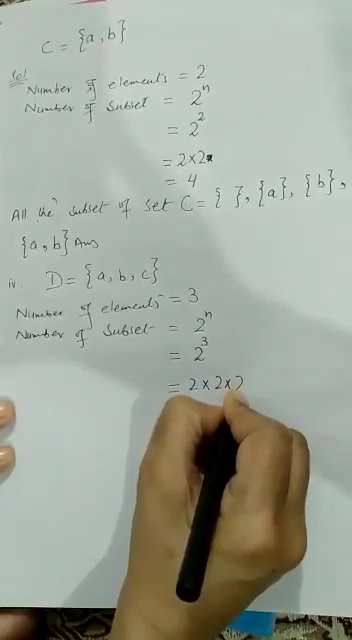 C = {a, b}
Sol
Number of elements = 2
Number of Subset = 2ⁿ
= 2²
= 2×2
= 4
All the subset of set C = { }, {a}, {b},
{a, b} Ans
iv. D = {a, b, c}
Number of elements = 3
Number of Subset = 2ⁿ
= 2³
= 2×2×2